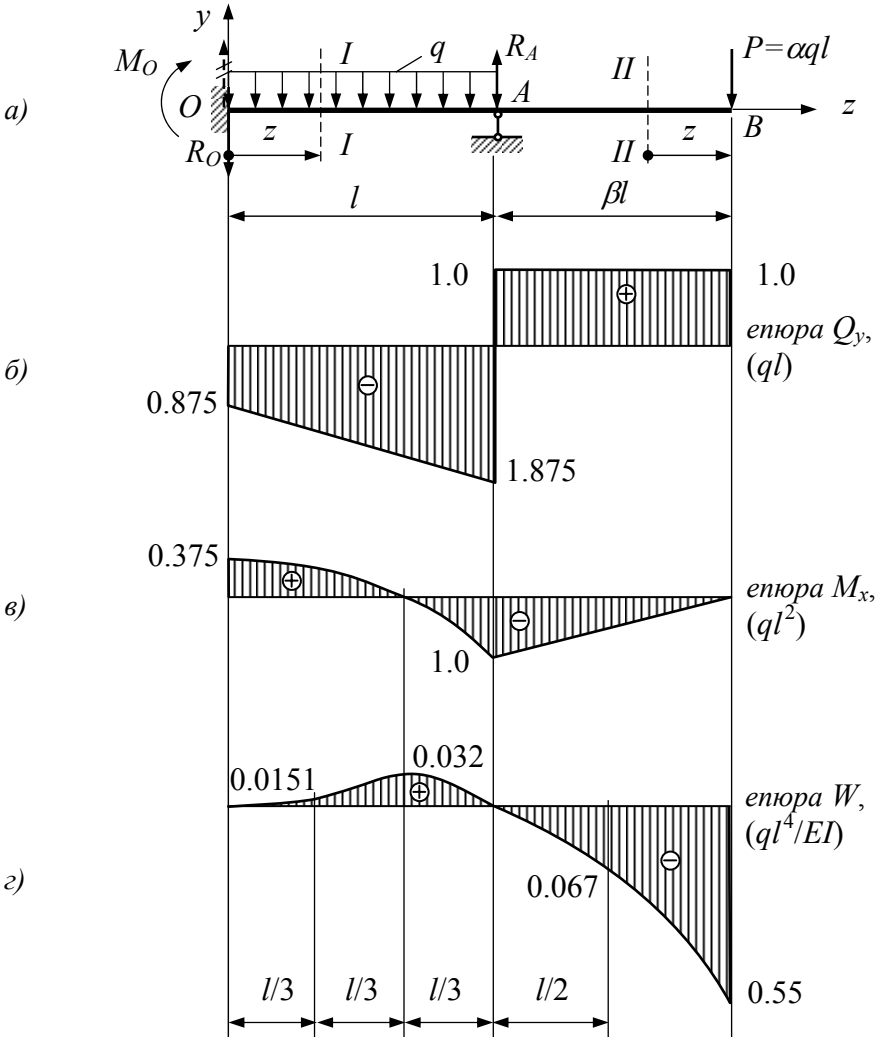 y
M_O
I
q
R_A
II
P=αql
а)
O
A
z
R_O
z
I
II
z
B
l
βl
1.0
1.0
епюра Q_y,
(ql)
б)
0.875
1.875
0.375
епюра M_x,
(ql²)
в)
1.0
0.0151
0.032
епюра W,
(ql⁴/EI)
г)
0.067
l/3
l/3
l/3
l/2
0.55